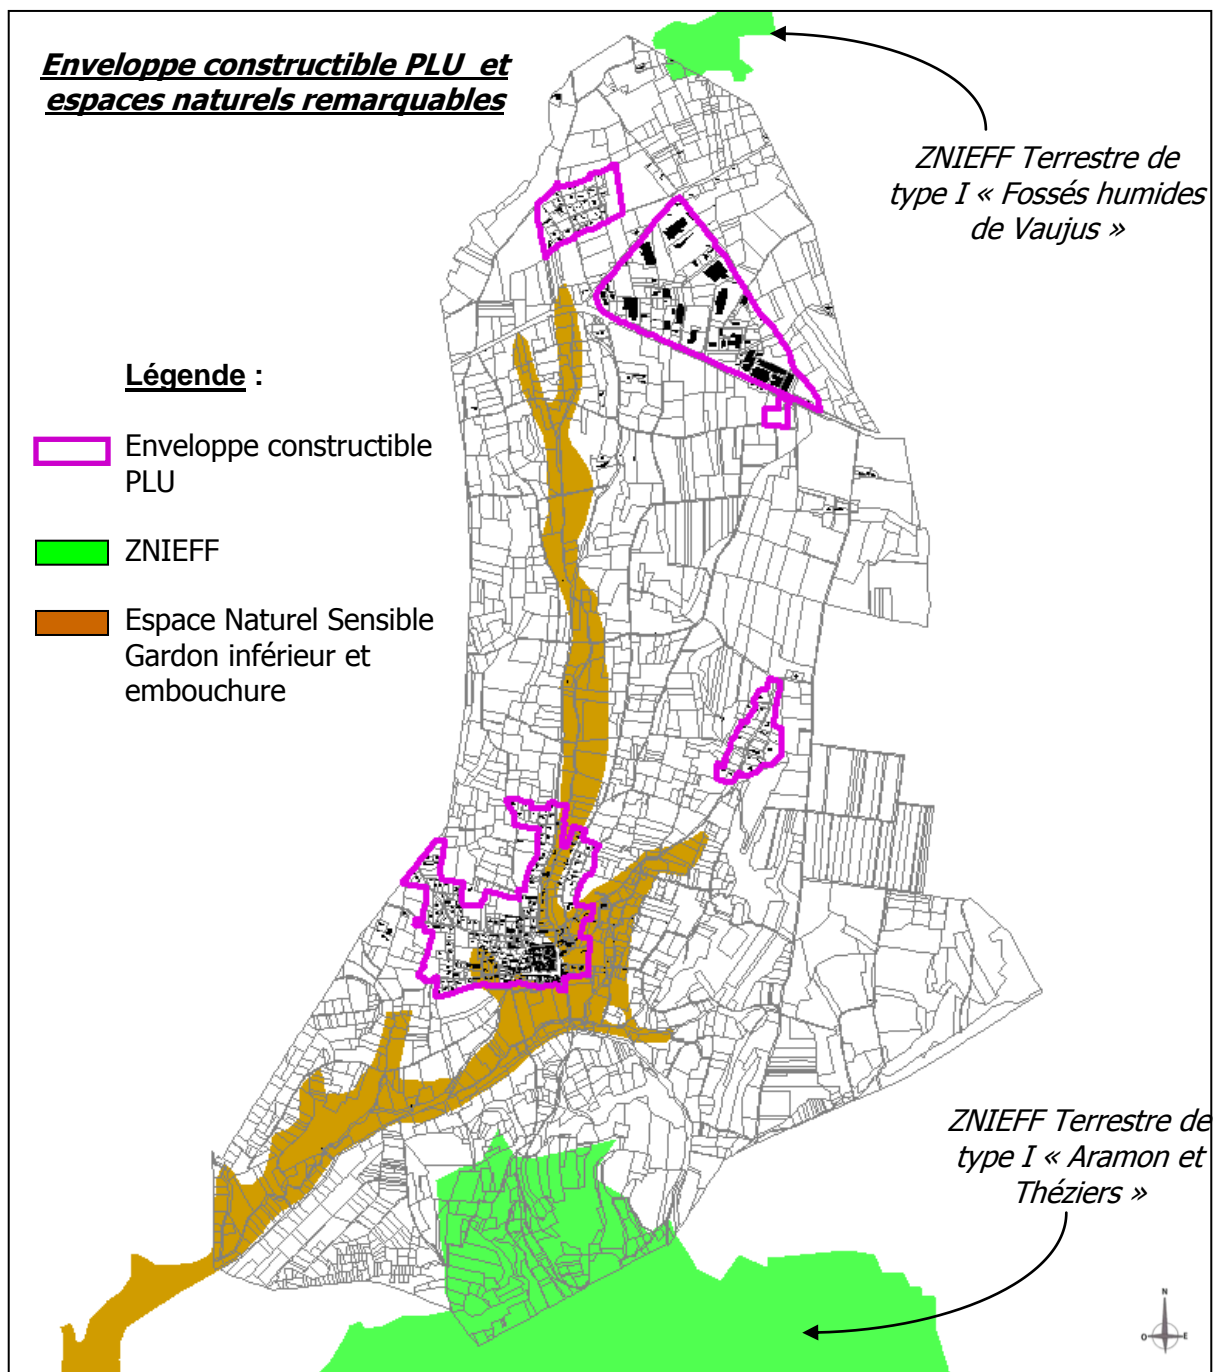 Enveloppe constructible PLU et
espaces naturels remarquables
ZNIEFF Terrestre de
type I « Fossés humides
de Vaujus »
Légende :
Enveloppe constructible
PLU
ZNIEFF
Espace Naturel Sensible
Gardon inférieur et
embouchure
ZNIEFF Terrestre de
type I « Aramon et
Théziers »
N
O E
S